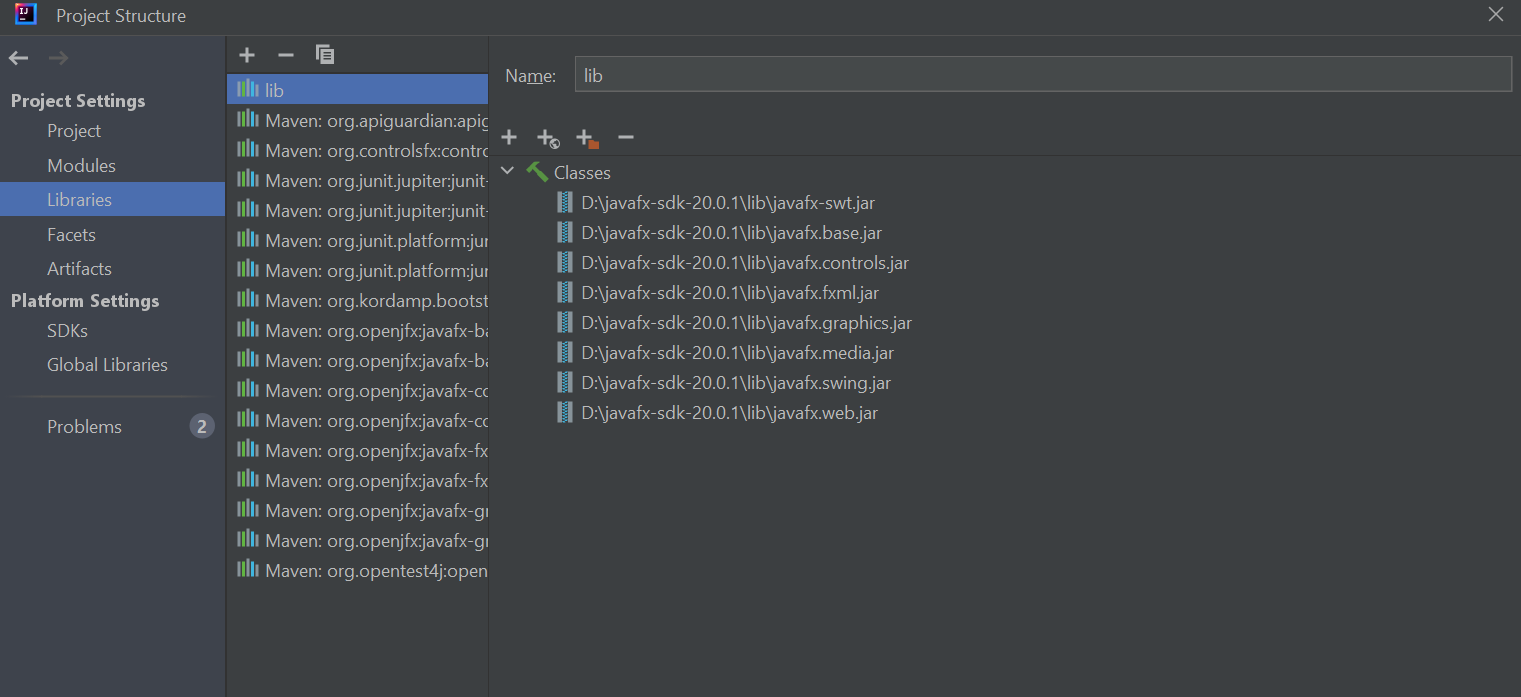 Project Structure
Project Settings
Project
Modules
Libraries
Facets
Artifacts
Platform Settings
SDKs
Global Libraries
Problems 2
lib
Maven: org.apiguardian:apig
Maven: org.controlsfx:contro
Maven: org.junit.jupiter:junit-
Maven: org.junit.jupiter:junit-
Maven: org.junit.platform:jun
Maven: org.junit.platform:jun
Maven: org.kordamp.bootst
Maven: org.openjfx:javafx-ba
Maven: org.openjfx:javafx-ba
Maven: org.openjfx:javafx-co
Maven: org.openjfx:javafx-co
Maven: org.openjfx:javafx-fx
Maven: org.openjfx:javafx-fx
Maven: org.openjfx:javafx-gr
Maven: org.openjfx:javafx-gr
Maven: org.opentest4j:open
Name: lib
Classes
D:\javafx-sdk-20.0.1\lib\javafx-swt.jar
D:\javafx-sdk-20.0.1\lib\javafx.base.jar
D:\javafx-sdk-20.0.1\lib\javafx.controls.jar
D:\javafx-sdk-20.0.1\lib\javafx.fxml.jar
D:\javafx-sdk-20.0.1\lib\javafx.graphics.jar
D:\javafx-sdk-20.0.1\lib\javafx.media.jar
D:\javafx-sdk-20.0.1\lib\javafx.swing.jar
D:\javafx-sdk-20.0.1\lib\javafx.web.jar